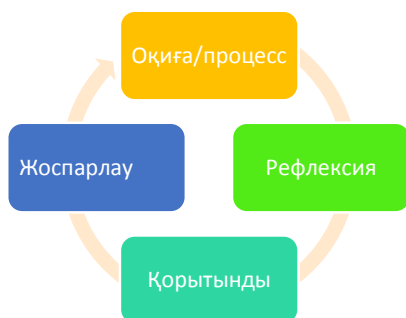 Оқиға/процесс
Рефлексия
Қорытынды
Жоспарлау